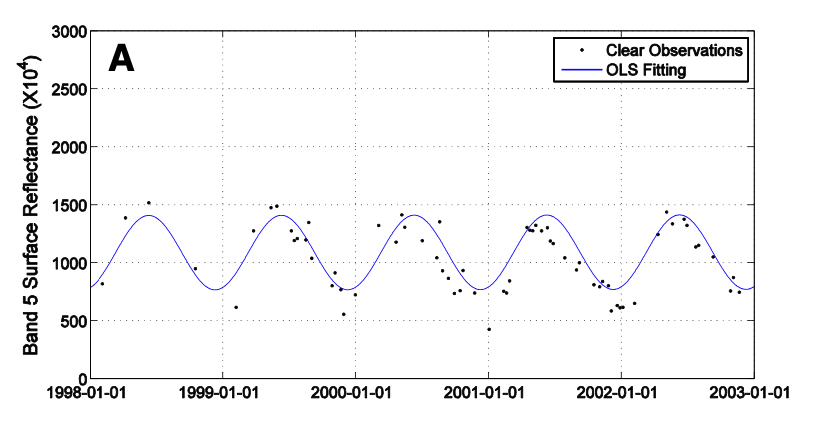 A
Clear Observations
OLS Fitting
Band 5 Surface Reflectance (X10⁴)
3000
2500
2000
1500
1000
500
0
1998-01-01 1999-01-01 2000-01-01 2001-01-01 2002-01-01 2003-01-01